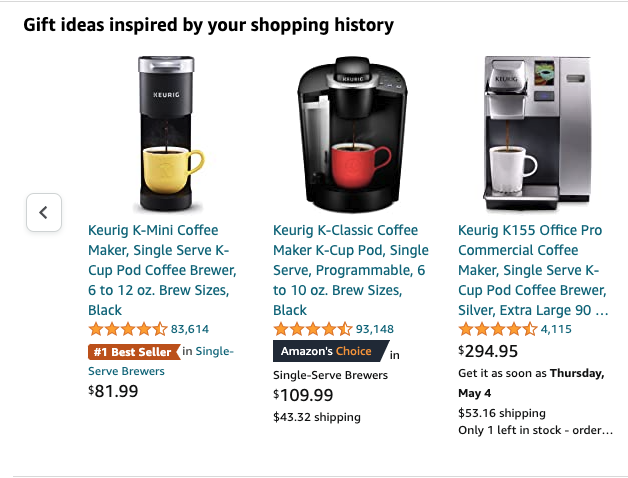 Gift ideas inspired by your shopping history
KEURIG
Keurig K-Mini Coffee
Maker, Single Serve K-
Cup Pod Coffee Brewer,
6 to 12 oz. Brew Sizes,
Black
83,614
#1 Best Seller in Single-
Serve Brewers
$81.99
KEURIG
Keurig K-Classic Coffee
Maker K-Cup Pod, Single
Serve, Programmable, 6
to 10 oz. Brew Sizes,
Black
93,148
Amazon's Choice in
Single-Serve Brewers
$109.99
$43.32 shipping
KEURIG
Keurig K155 Office Pro
Commercial Coffee
Maker, Single Serve K-
Cup Pod Coffee Brewer,
Silver, Extra Large 90 ...
4,115
$294.95
Get it as soon as Thursday,
May 4
$53.16 shipping
Only 1 left in stock - order...